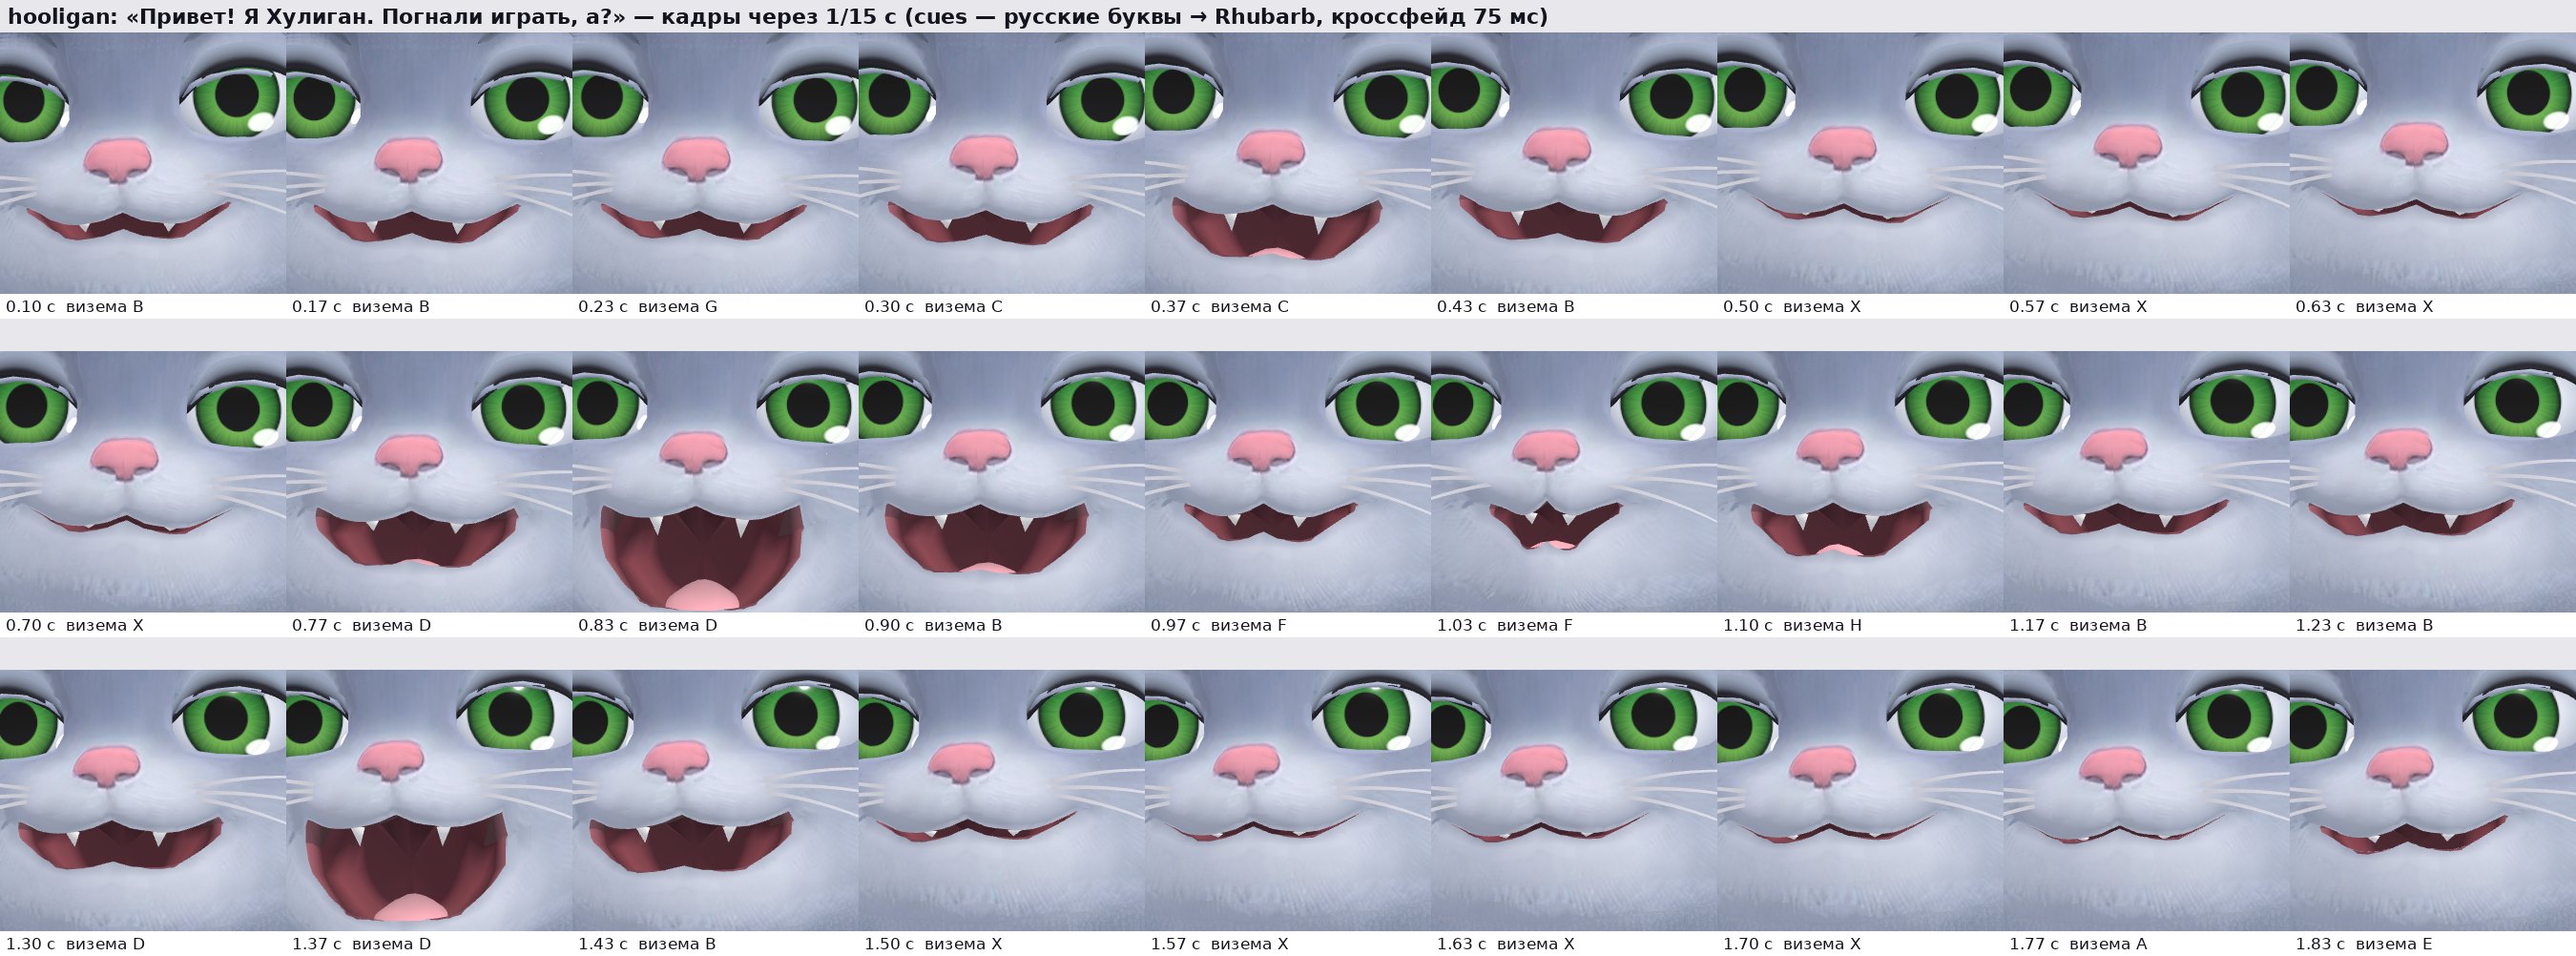 hooligan: «Привет! Я Хулиган. Погнали играть, а?» — кадры через 1/15 с (cues — русские буквы → Rhubarb, кроссфейд 75 мс)
0.10 с визема B
0.17 с визема B
0.23 с визема G
0.30 с визема C
0.37 с визема C
0.43 с визема B
0.50 с визема X
0.57 с визема X
0.63 с визема X
0.70 с визема X
0.77 с визема D
0.83 с визема D
0.90 с визема B
0.97 с визема F
1.03 с визема F
1.10 с визема H
1.17 с визема B
1.23 с визема B
1.30 с визема D
1.37 с визема D
1.43 с визема B
1.50 с визема X
1.57 с визема X
1.63 с визема X
1.70 с визема X
1.77 с визема A
1.83 с визема E